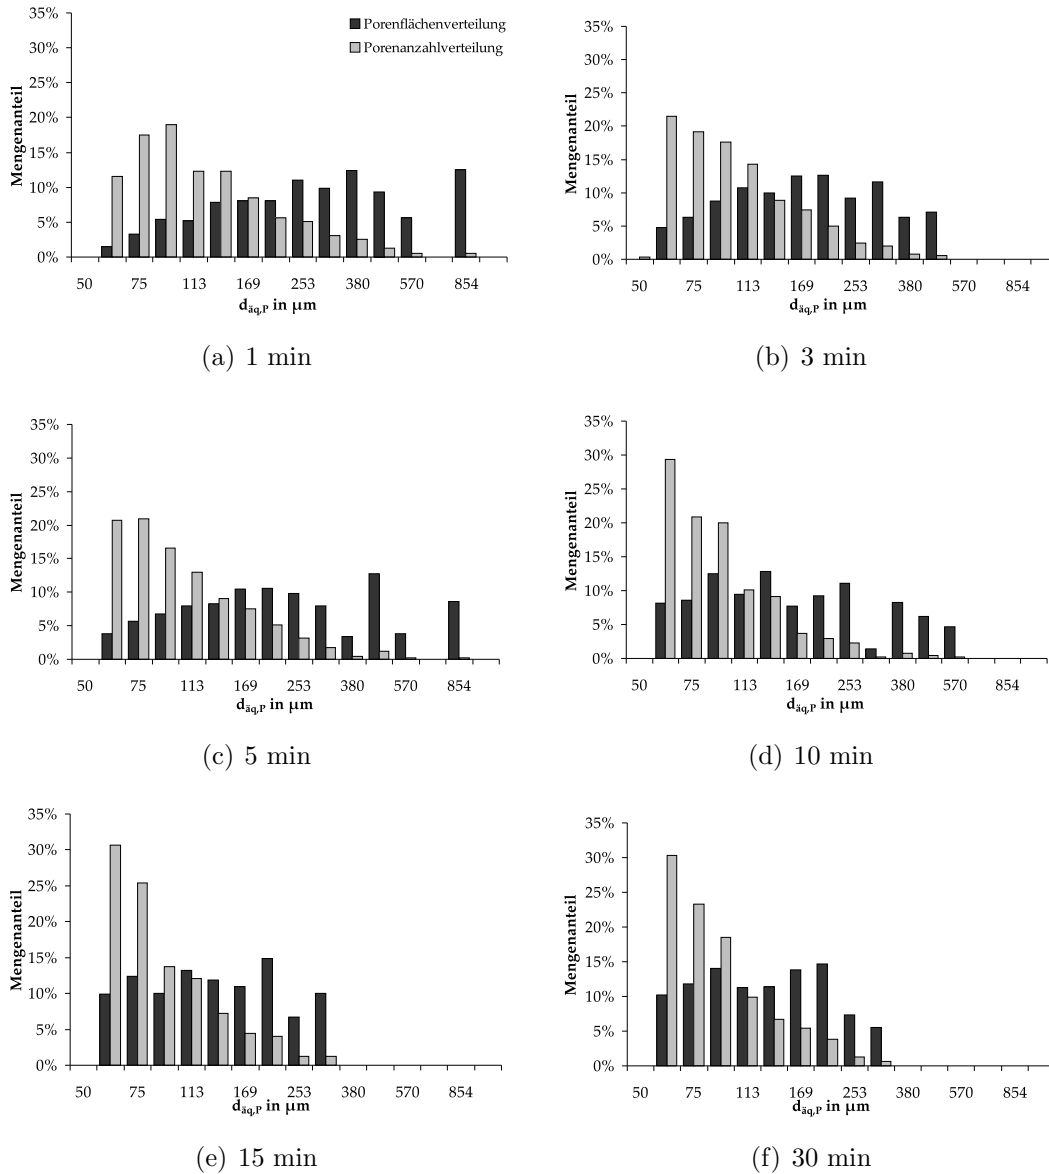 35%
30%
25%
20%
15%
10%
5%
0%
Mengenanteil
Porenflächenverteilung
Porenanzahlverteilung
50 75 113 169 253 380 570 854
däq,P in µm
(a) 1 min
35%
30%
25%
20%
15%
10%
5%
0%
Mengenanteil
50 75 113 169 253 380 570 854
däq,P in µm
(b) 3 min
35%
30%
25%
20%
15%
10%
5%
0%
Mengenanteil
50 75 113 169 253 380 570 854
däq,P in µm
(c) 5 min
35%
30%
25%
20%
15%
10%
5%
0%
Mengenanteil
50 75 113 169 253 380 570 854
däq,P in µm
(d) 10 min
35%
30%
25%
20%
15%
10%
5%
0%
Mengenanteil
50 75 113 169 253 380 570 854
däq,P in µm
(e) 15 min
35%
30%
25%
20%
15%
10%
5%
0%
Mengenanteil
50 75 113 169 253 380 570 854
däq,P in µm
(f) 30 min